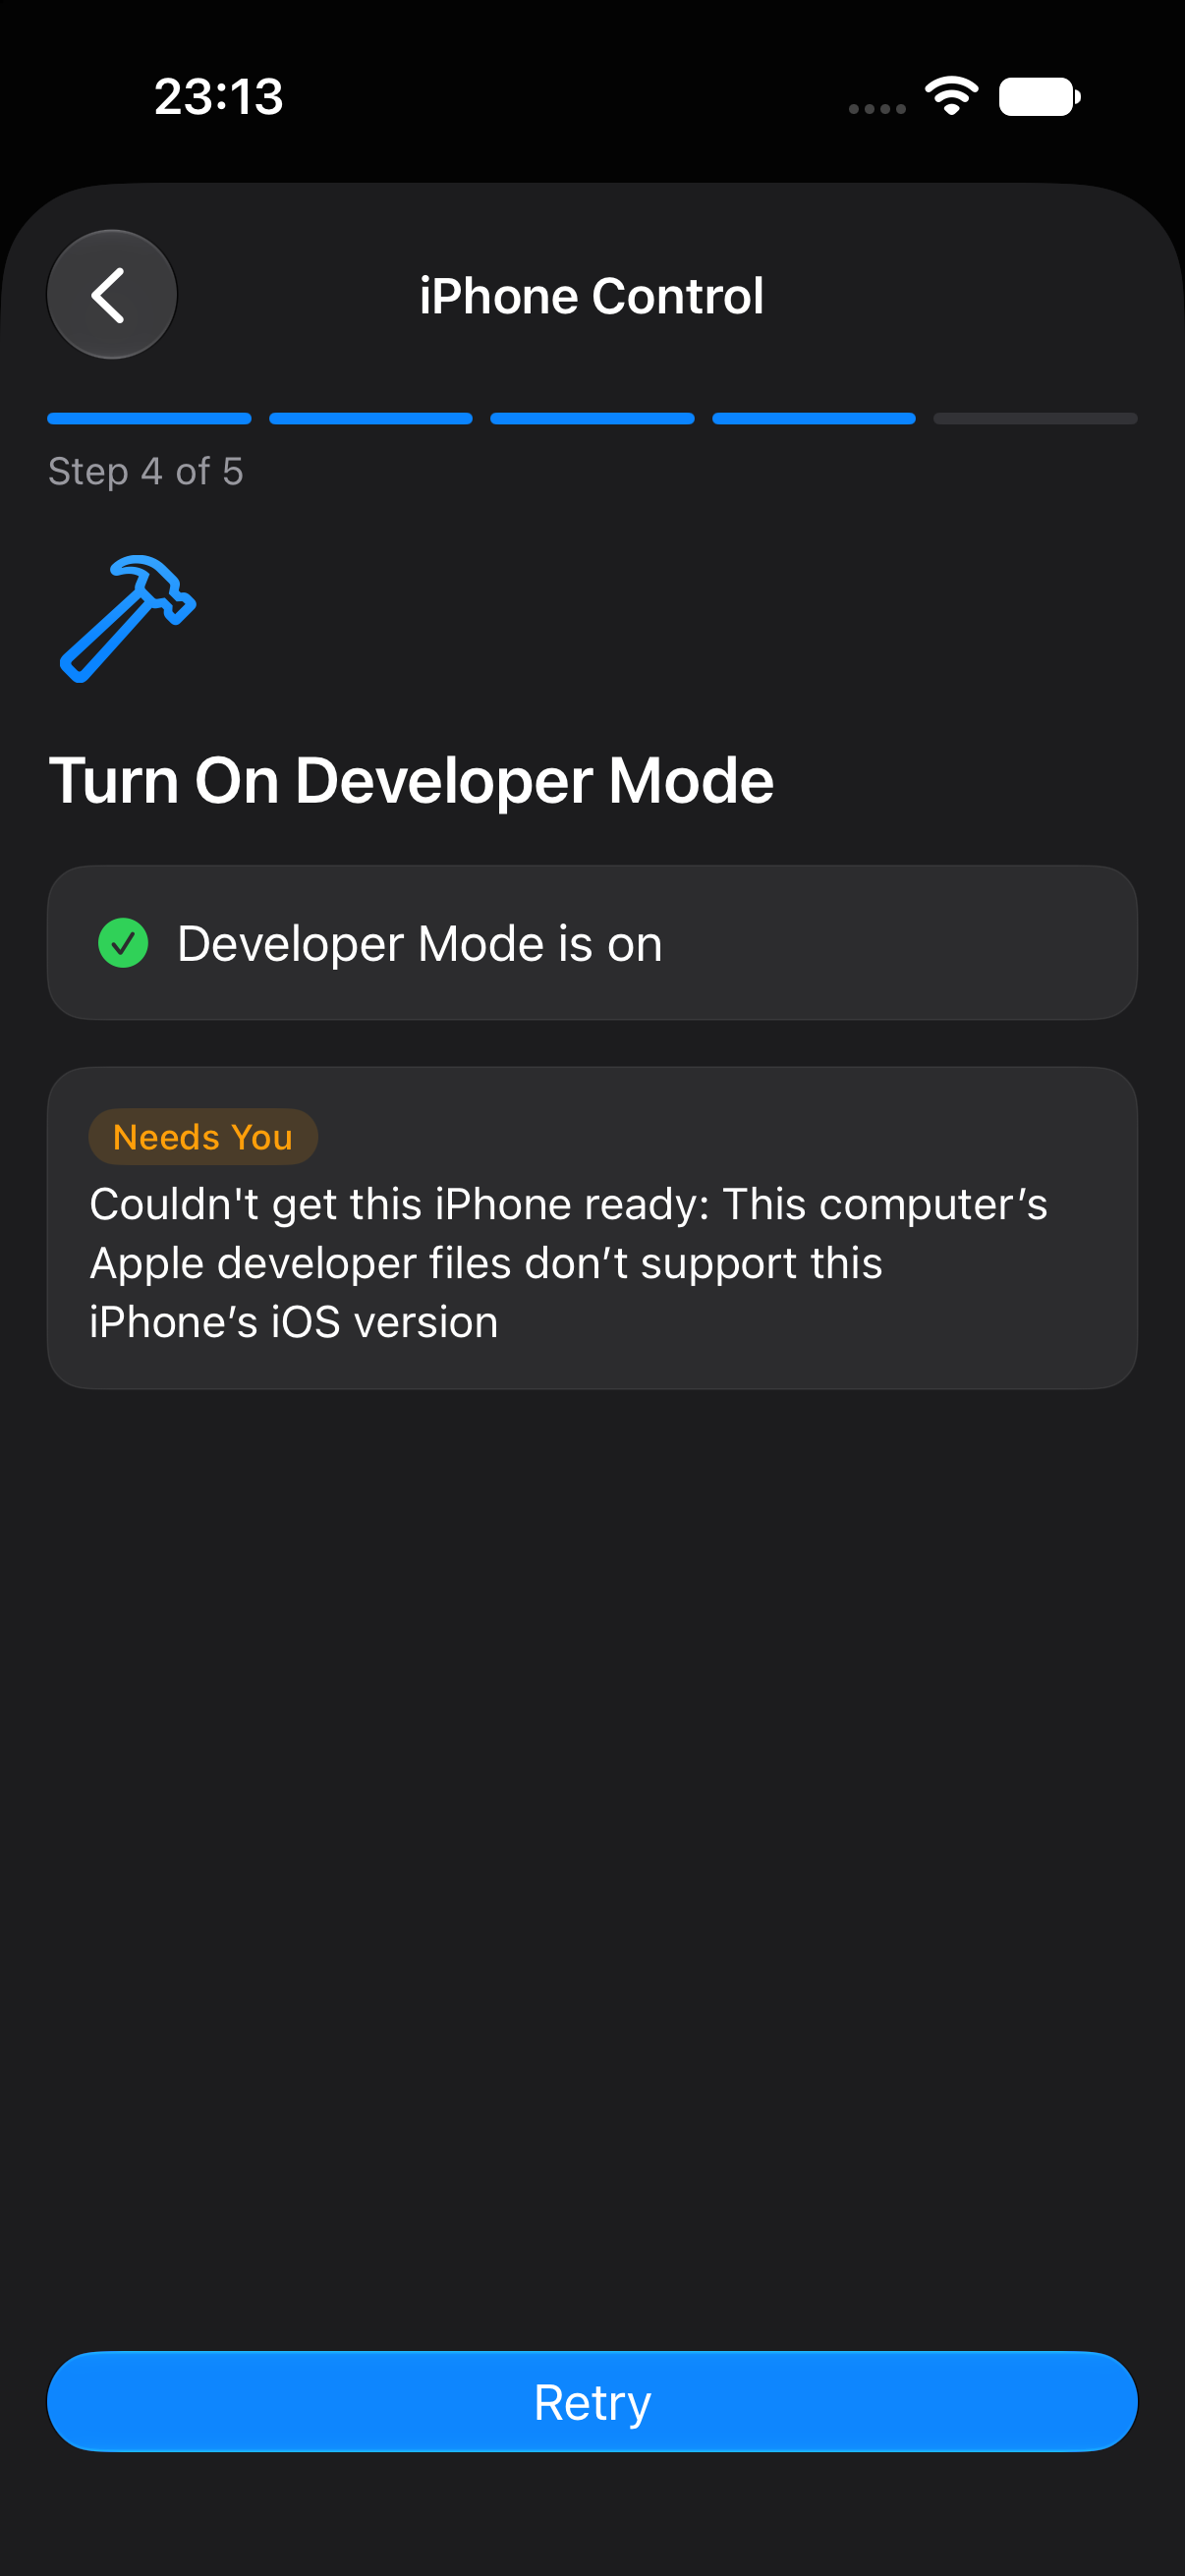 23:13
iPhone Control
Step 4 of 5
Turn On Developer Mode
Developer Mode is on
Needs You
Couldn't get this iPhone ready: This computer’s
Apple developer files don’t support this
iPhone’s iOS version
Retry